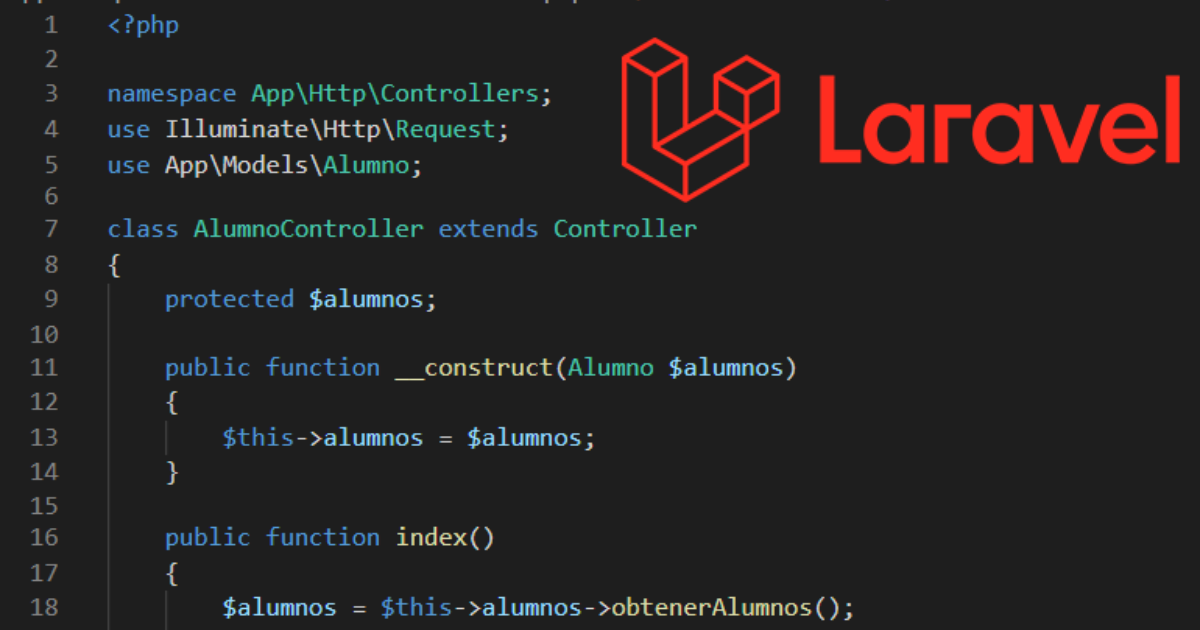 1 <?php
2
3 namespace App\Http\Controllers;
4 use Illuminate\Http\Request;
5 use App\Models\Alumno;
6
7 class AlumnoController extends Controller
8 {
9 protected $alumnos;
10
11 public function __construct(Alumno $alumnos)
12 {
13 $this->alumnos = $alumnos;
14 }
15
16 public function index()
17 {
18 $alumnos = $this->alumnos->obtenerAlumnos();
Laravel